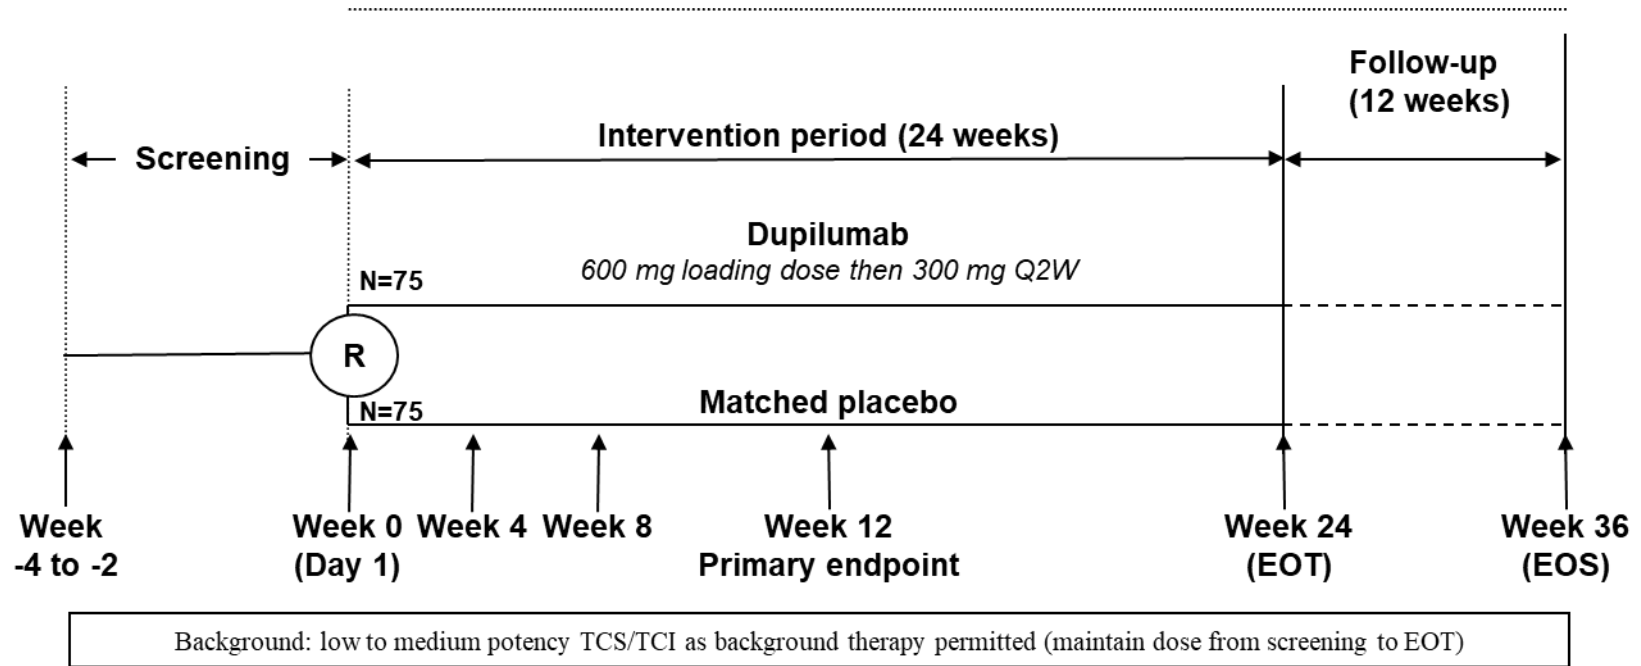 Follow-up
(12 weeks)
Intervention period (24 weeks)
Screening
Dupilumab
600 mg loading dose then 300 mg Q2W
N=75
R
N=75
Matched placebo
Week
-4 to -2
Week 0
(Day 1)
Week 4
Week 8
Week 12
Primary endpoint
Week 24
(EOT)
Week 36
(EOS)
Background: low to medium potency TCS/TCI as background therapy permitted (maintain dose from screening to EOT)